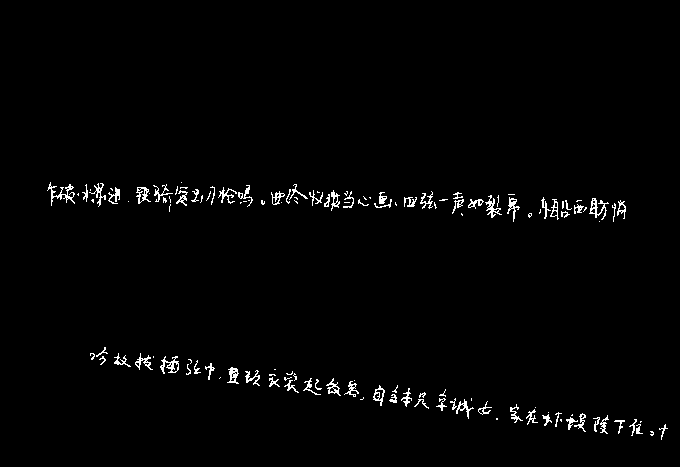 乍破水浆迸,铁骑突出刀枪鸣。曲终收拨当心画,四弦一声如裂帛。东船西舫悄
吟放拨插弦中,整顿衣裳起敛容,自言本是京城女,家在虾蟆陵下住。十